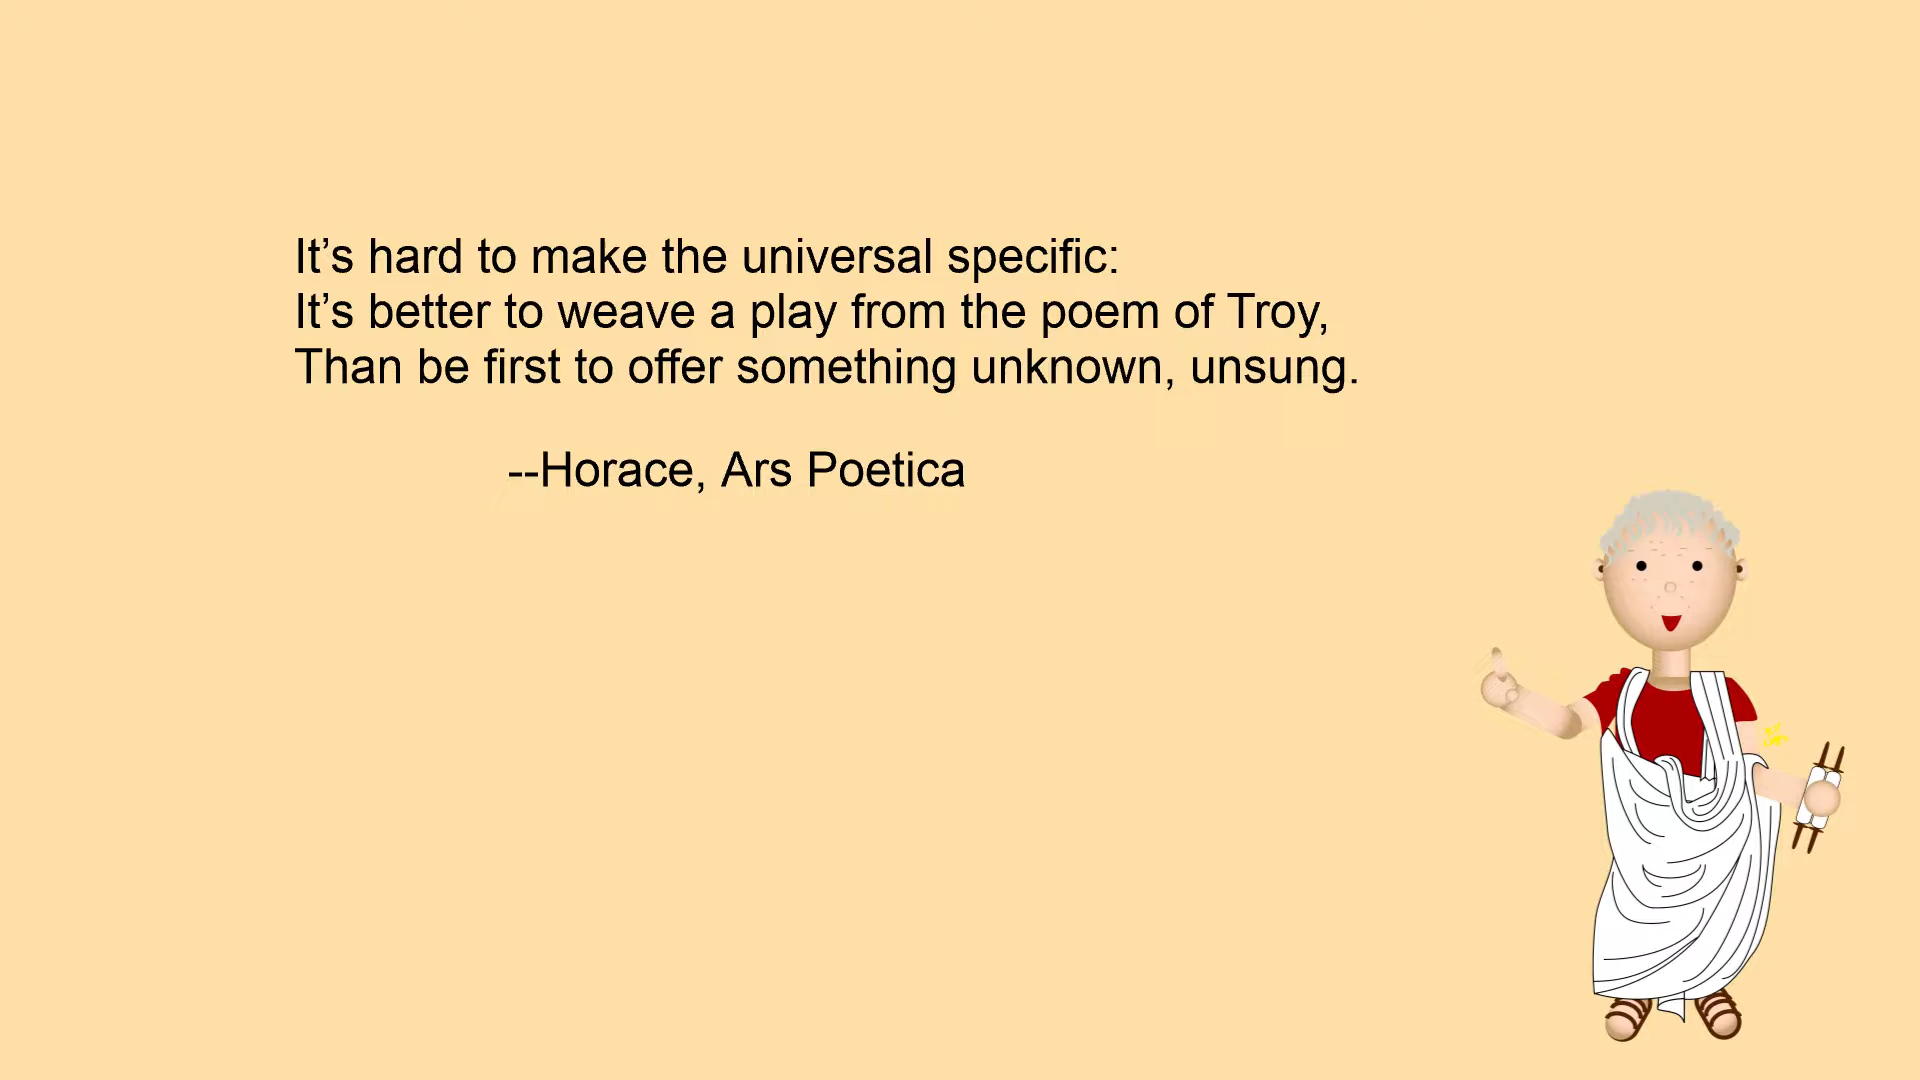 It’s hard to make the universal specific:
It’s better to weave a play from the poem of Troy,
Than be first to offer something unknown, unsung.
--Horace, Ars Poetica